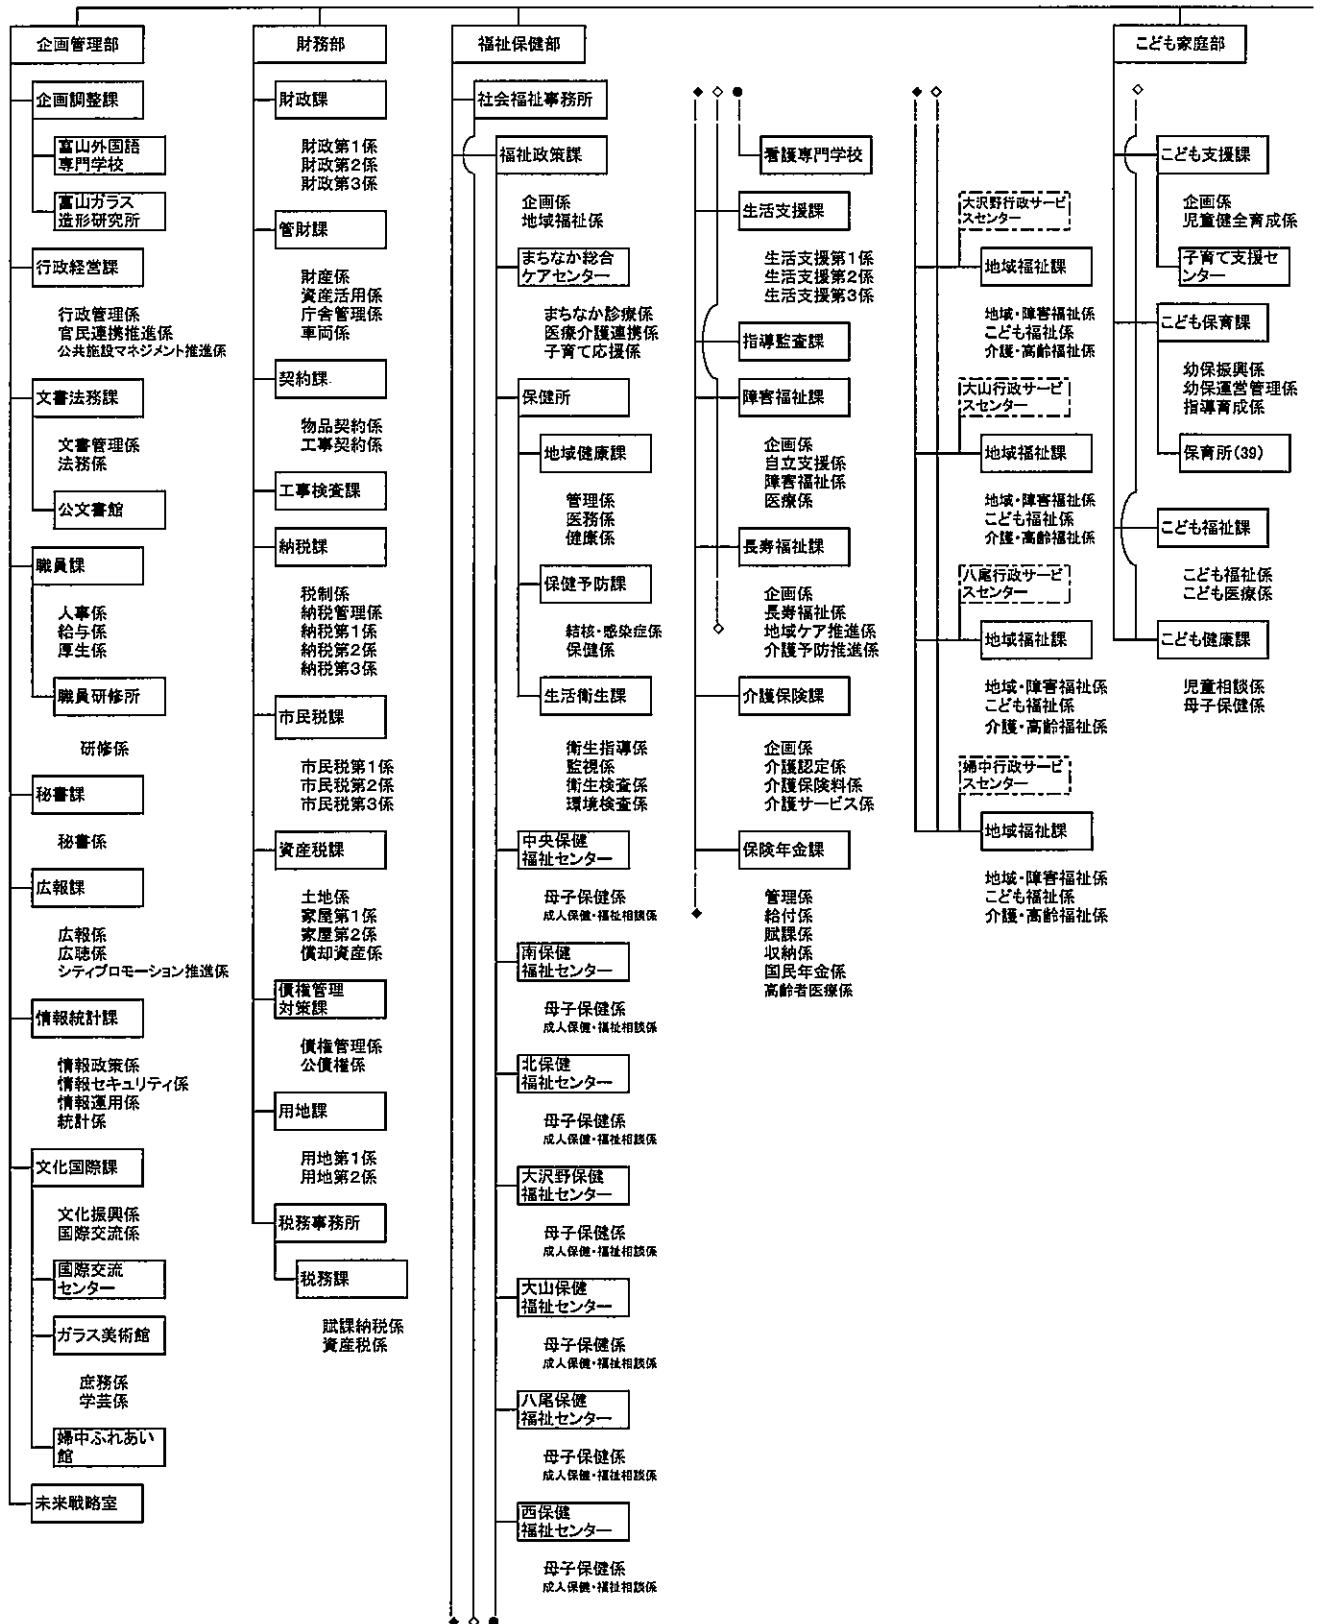 企画管理部
企画調整課
富山外国語
専門学校
富山ガラス
造形研究所
行政経営課
行政管理係
官民連携推進係
公共施設マネジメント推進係
文書法務課
文書管理係
法務係
公文書館
職員課
人事係
給与係
厚生係
職員研修所
研修係
秘書課
秘書係
広報課
広報係
広聴係
シティプロモーション推進係
情報統計課
情報政策係
情報セキュリティ係
情報運用係
統計係
文化国際課
文化振興係
国際交流係
国際交流
センター
ガラス美術館
庶務係
学芸係
婦中ふれあい
館
未来戦略室
財務部
財政課
財政第1係
財政第2係
財政第3係
管財課
財産係
資産活用係
庁舎管理係
車両係
契約課
物品契約係
工事契約係
工事検査課
納税課
税制係
納税管理係
納税第1係
納税第2係
納税第3係
市民税課
市民税第1係
市民税第2係
市民税第3係
資産税課
土地係
家屋第1係
家屋第2係
償却資産係
債権管理
対策課
債権管理係
公債権係
用地課
用地第1係
用地第2係
税務事務所
税務課
賦課納税係
資産税係
福祉保健部
社会福祉事務所
福祉政策課
企画係
地域福祉係
まちなか総合
ケアセンター
まちなか診療係
医療介護連携係
子育て応援係
保健所
地域健康課
管理係
医務係
健康係
保健予防課
結核・感染症係
保健係
生活衛生課
衛生指導係
監視係
衛生検査係
環境検査係
中央保健
福祉センター
母子保健係
成人保健・福祉相談係
南保健
福祉センター
母子保健係
成人保健・福祉相談係
北保健
福祉センター
母子保健係
成人保健・福祉相談係
大沢野保健
福祉センター
母子保健係
成人保健・福祉相談係
大山保健
福祉センター
母子保健係
成人保健・福祉相談係
八尾保健
福祉センター
母子保健係
成人保健・福祉相談係
西保健
福祉センター
母子保健係
成人保健・福祉相談係
看護専門学校
生活支援課
生活支援第1係
生活支援第2係
生活支援第3係
指導監査課
障害福祉課
企画係
自立支援係
障害福祉係
医療係
長寿福祉課
企画係
長寿福祉係
地域ケア推進係
介護予防推進係
介護保険課
企画係
介護認定係
介護保険料係
介護サービス係
保険年金課
管理係
給付係
賦課係
収納係
国民年金係
高齢者医療係
大沢野行政サービ
スセンター
地域福祉課
地域・障害福祉係
こども福祉係
介護・高齢福祉係
大山行政サービ
スセンター
地域福祉課
地域・障害福祉係
こども福祉係
介護・高齢福祉係
八尾行政サービ
スセンター
地域福祉課
地域・障害福祉係
こども福祉係
介護・高齢福祉係
婦中行政サービ
スセンター
地域福祉課
地域・障害福祉係
こども福祉係
介護・高齢福祉係
こども家庭部
こども支援課
企画係
児童健全育成係
子育て支援セ
ンター
こども保育課
幼保振興係
幼保運営管理係
指導育成係
保育所(39)
こども福祉課
こども福祉係
こども医療係
こども健康課
児童相談係
母子保健係